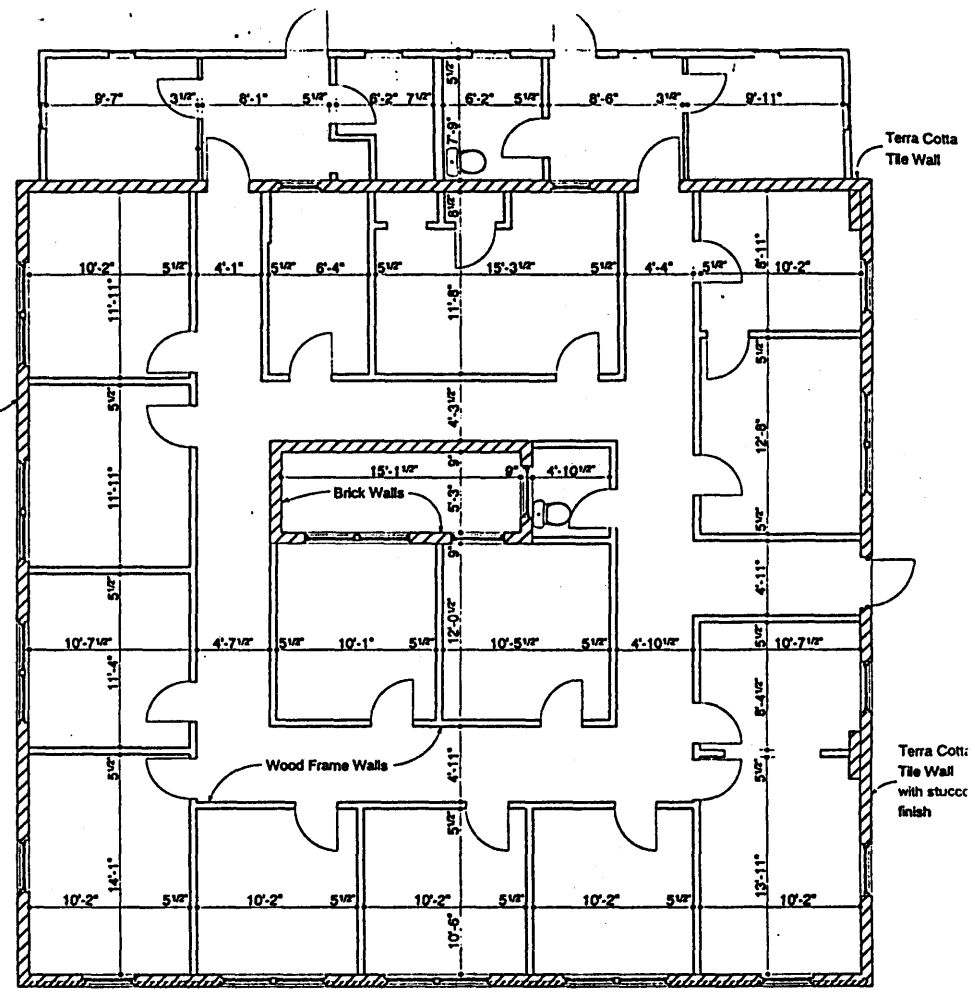 9'-7" 3 1/2" 8'-1" 5 1/2" 6'-2" 7 1/2" 6'-2" 5 1/2" 8'-6" 3 1/2" 9'-11"
5 1/2"
7'-9"
Terra Cotta
Tile Wall
8 1/2"
10'-2" 5 1/2" 4'-1" 5 1/2" 6'-4" 5 1/2" 15'-3 1/2" 5 1/2" 4'-4" 5 1/2" 10'-2"
11'-11"
11'-8"
8'-11"
5 1/2"
5 1/2"
4'-3 1/2"
12'-8"
9"
15'-1 1/2" 9" 4'-10 1/2"
Brick Walls
5'-3"
11'-11"
5 1/2"
9"
5 1/2"
4'-11"
10'-7 1/2" 4'-7 1/2" 5 1/2" 10'-1" 5 1/2" 10'-5 1/2" 5 1/2" 4'-10 1/2" 10'-7 1/2"
12'-0 1/2"
5 1/2"
11'-4"
8'-4 1/2"
Wood Frame Walls
4'-11"
5 1/2"
5 1/2"
Terra Cotta
Tile Wall
with stucco
finish
5 1/2"
14'-1"
13'-11"
10'-2" 5 1/2" 10'-2" 10'-2" 5 1/2" 10'-2" 5 1/2" 10'-2"
10'-6"